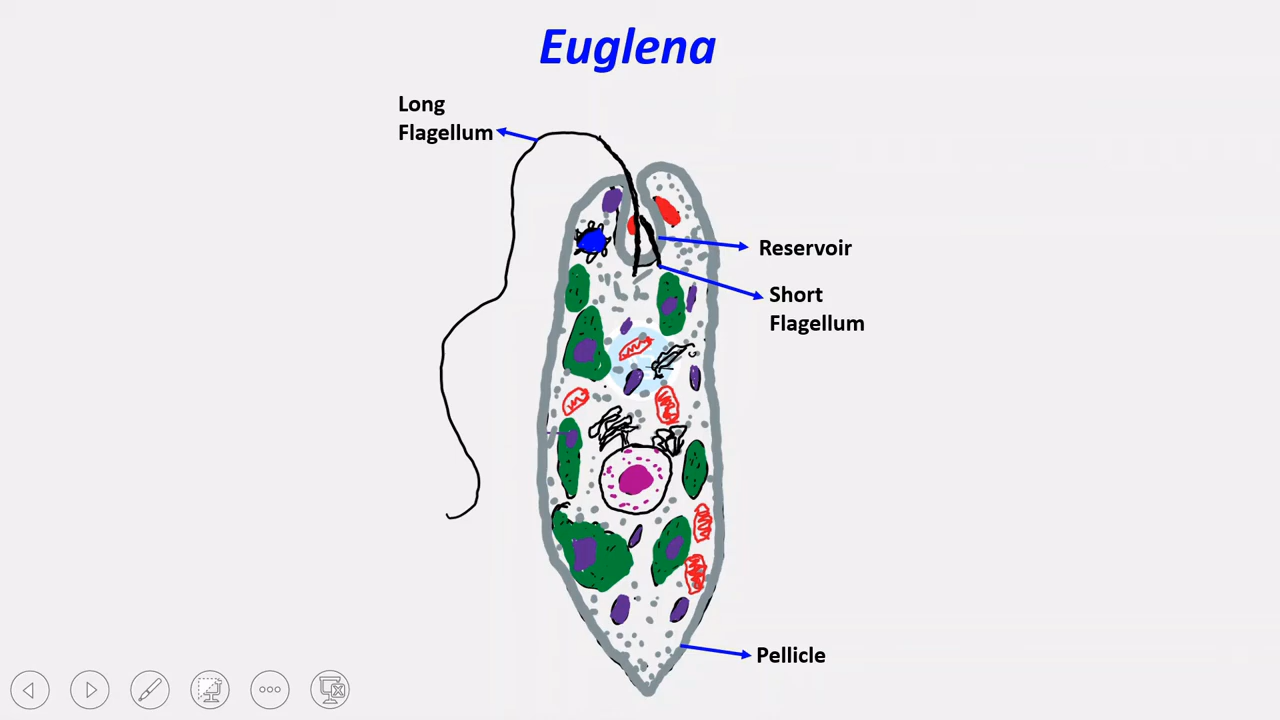 Euglena
Long
Flagellum
Reservoir
Short
Flagellum
Pellicle